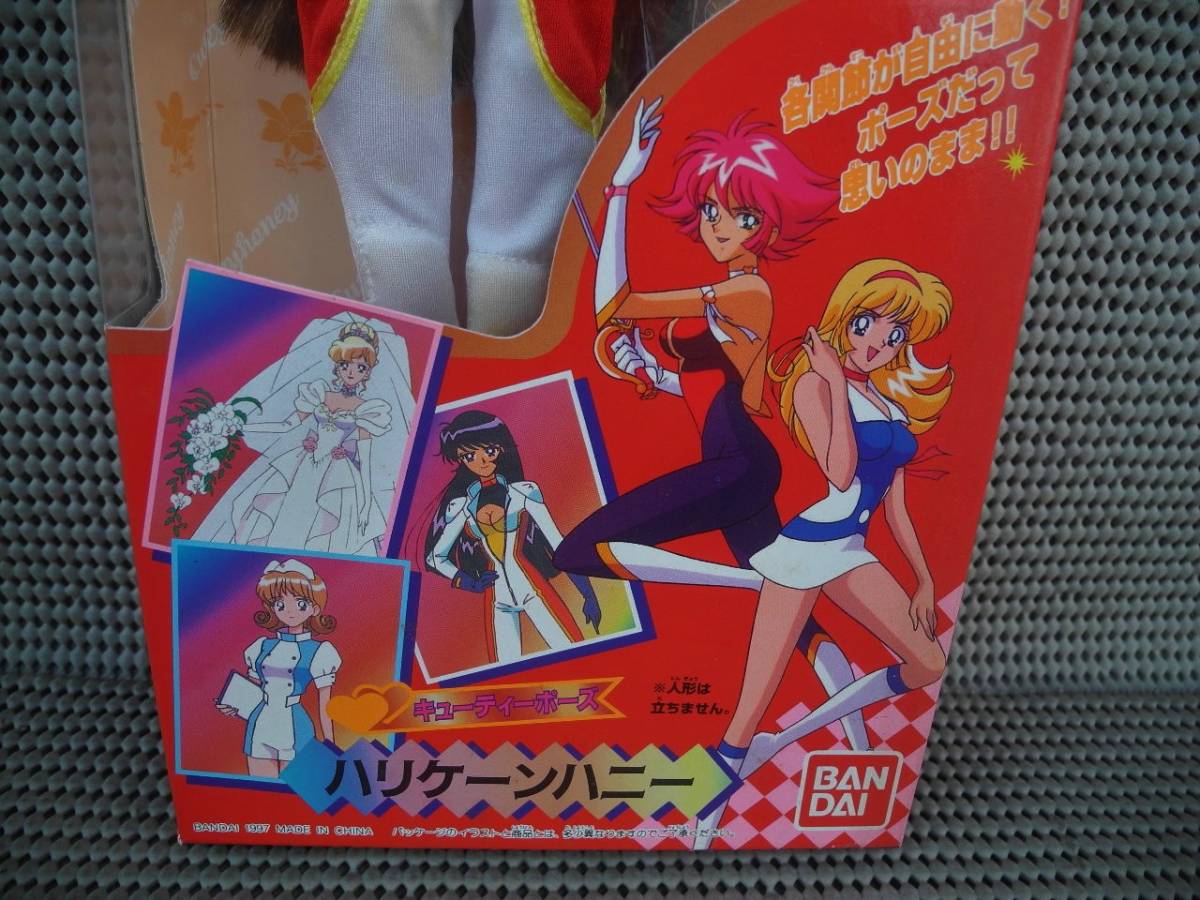 各関節が自由に動く!
ポーズだって
思いのまま!!
Cutyhoney
キューティーポーズ
※人形は
立ちません。
ハリケーンハニー
BAN
DAI
BANDAI 1997 MADE IN CHINA パッケージのイラストと商品とは、多少異なりますのでご了承ください。